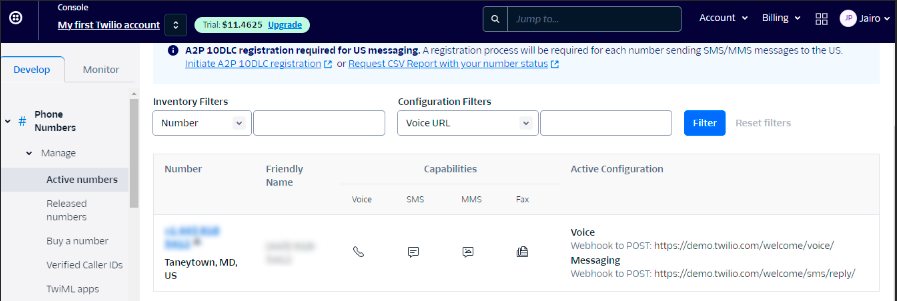 Console
My first Twilio account
Trial: $11.4625 Upgrade
Jump to...
Account
Billing
JP
Jairo
Develop
Monitor
# Phone Numbers
Manage
Active numbers
Released numbers
Buy a number
Verified Caller IDs
TwiML apps
A2P 10DLC registration required for US messaging. A registration process will be required for each number sending SMS/MMS messages to the US.
Initiate A2P 10DLC registration or Request CSV Report with your number status
Inventory Filters
Configuration Filters
Number
Voice URL
Filter
Reset filters
Number
Friendly Name
Capabilities
Active Configuration
Voice
SMS
MMS
Fax
Taneytown, MD, US
Voice
Webhook to POST: https://demo.twilio.com/welcome/voice/
Messaging
Webhook to POST: https://demo.twilio.com/welcome/sms/reply/